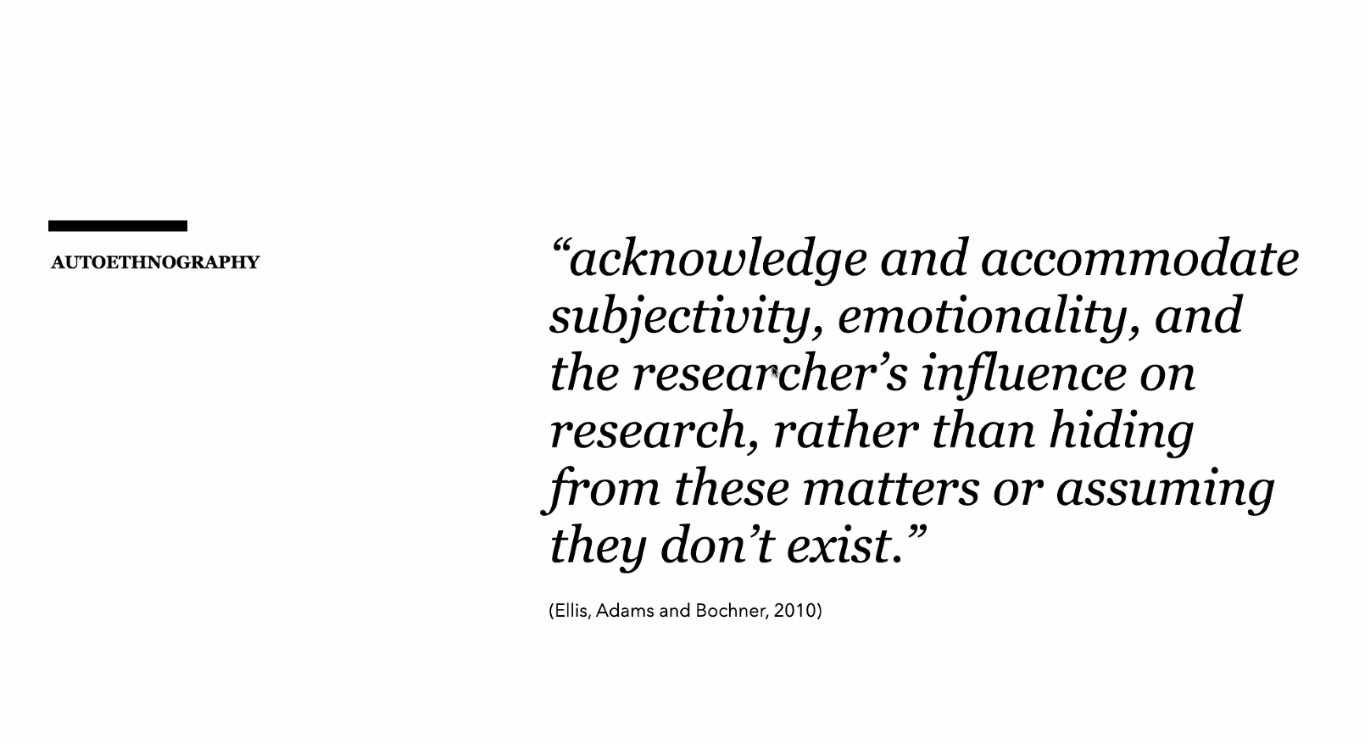 AUTOETHNOGRAPHY
“acknowledge and accommodate
subjectivity, emotionality, and
the researcher’s influence on
research, rather than hiding
from these matters or assuming
they don’t exist.”
(Ellis, Adams and Bochner, 2010)